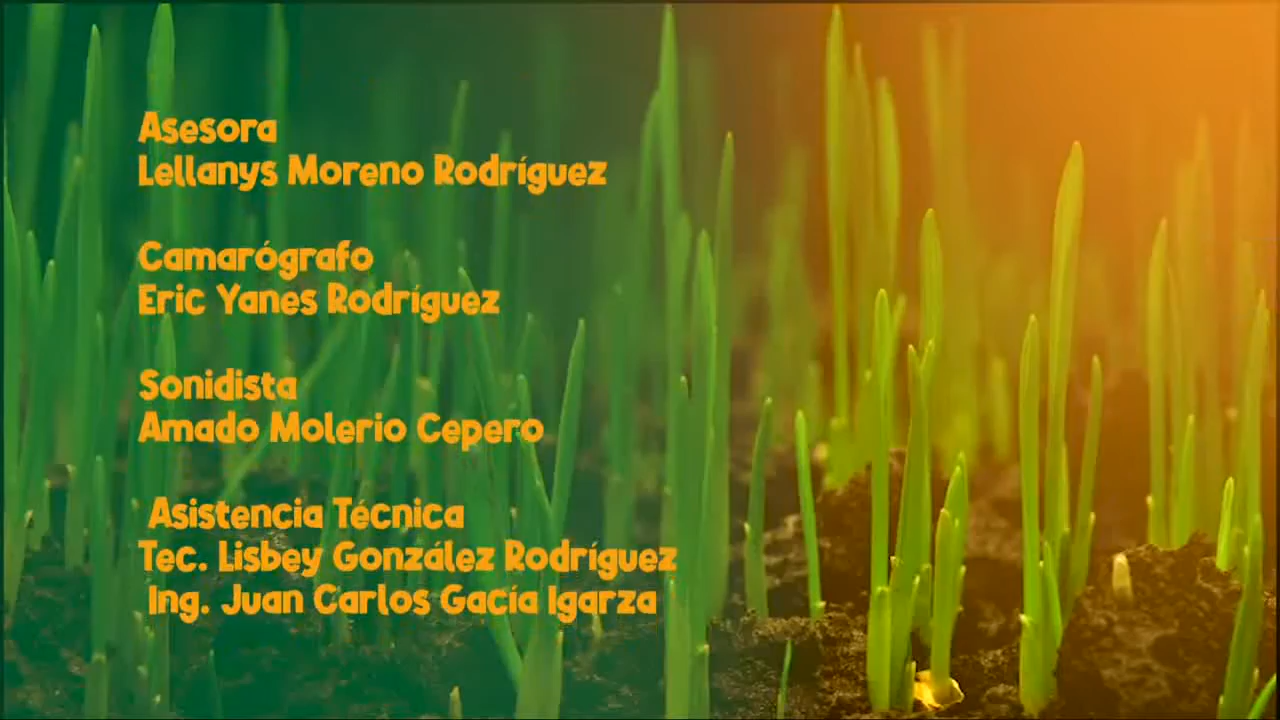 Asesora
Lellanys Moreno Rodríguez
Camarógrafo
Eric Yanes Rodríguez
Sonidista
Amado Molerio Cepero
Asistencia Técnica
Tec. Lisbey González Rodríguez
Ing. Juan Carlos Gacía Igarza